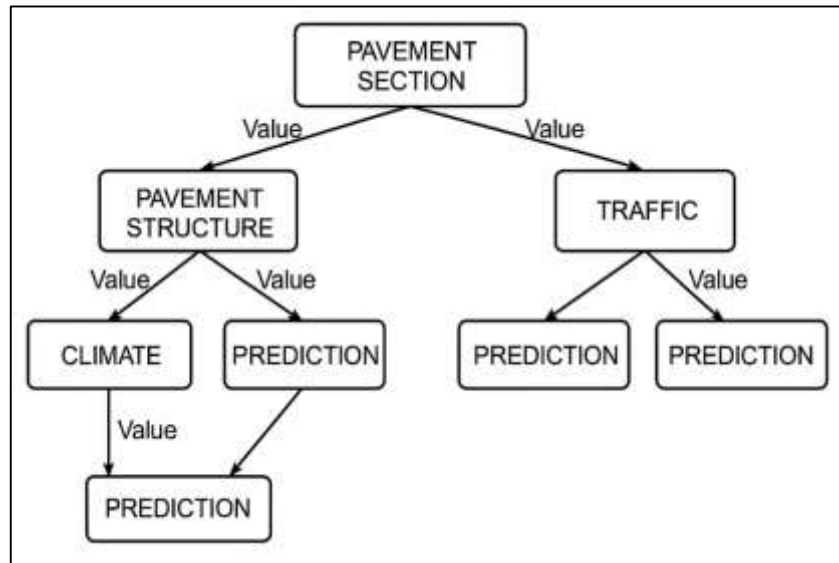 PAVEMENT
SECTION
Value
Value
PAVEMENT
STRUCTURE
TRAFFIC
Value
Value
Value
CLIMATE
PREDICTION
PREDICTION
PREDICTION
Value
PREDICTION